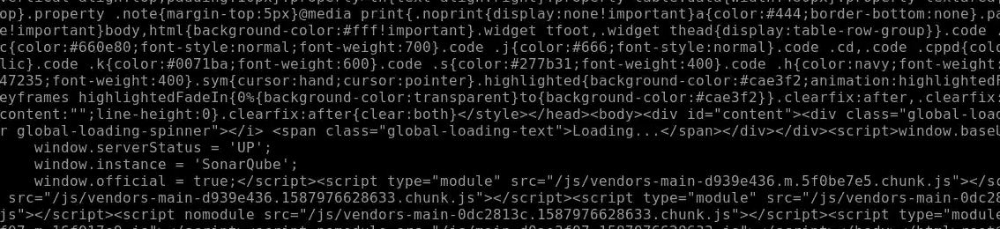 op}.property .note{margin-top:5px}@media print{.noprint{display:none!important}a{color:#444;border-bottom:none}.pa
e!important}body,html{background-color:#fff!important}.widget tfoot,.widget thead{display:table-row-group}}.code .
c{color:#660e80;font-style:normal;font-weight:700}.code .j{color:#666;font-style:normal}.code .cd,.code .cppd{colo
lic}.code .k{color:#0071ba;font-weight:600}.code .s{color:#277b31;font-weight:400}.code .h{color:navy;font-weight:
47235;font-weight:400}.sym{cursor:hand;cursor:pointer}.highlighted{background-color:#cae3f2;animation:highlightedF
eyframes highlightedFadeIn{0%{background-color:transparent}to{background-color:#cae3f2}}.clearfix:after,.clearfix:
content:"";line-height:0}.clearfix:after{clear:both}</style></head><body><div id="content"><div class="global-load
r global-loading-spinner"></i> <span class="global-loading-text">Loading...</span></div></div><script>window.baseU
window.serverStatus = 'UP';
window.instance = 'SonarQube';
window.official = true;</script><script type="module" src="/js/vendors-main-d939e436.m.5f0be7e5.chunk.js"></sc
src="/js/vendors-main-d939e436.1587976628633.chunk.js"></script><script type="module" src="/js/vendors-main-0dc28
js"></script><script nomodule src="/js/vendors-main-0dc2813c.1587976628633.chunk.js"></script><script type="module